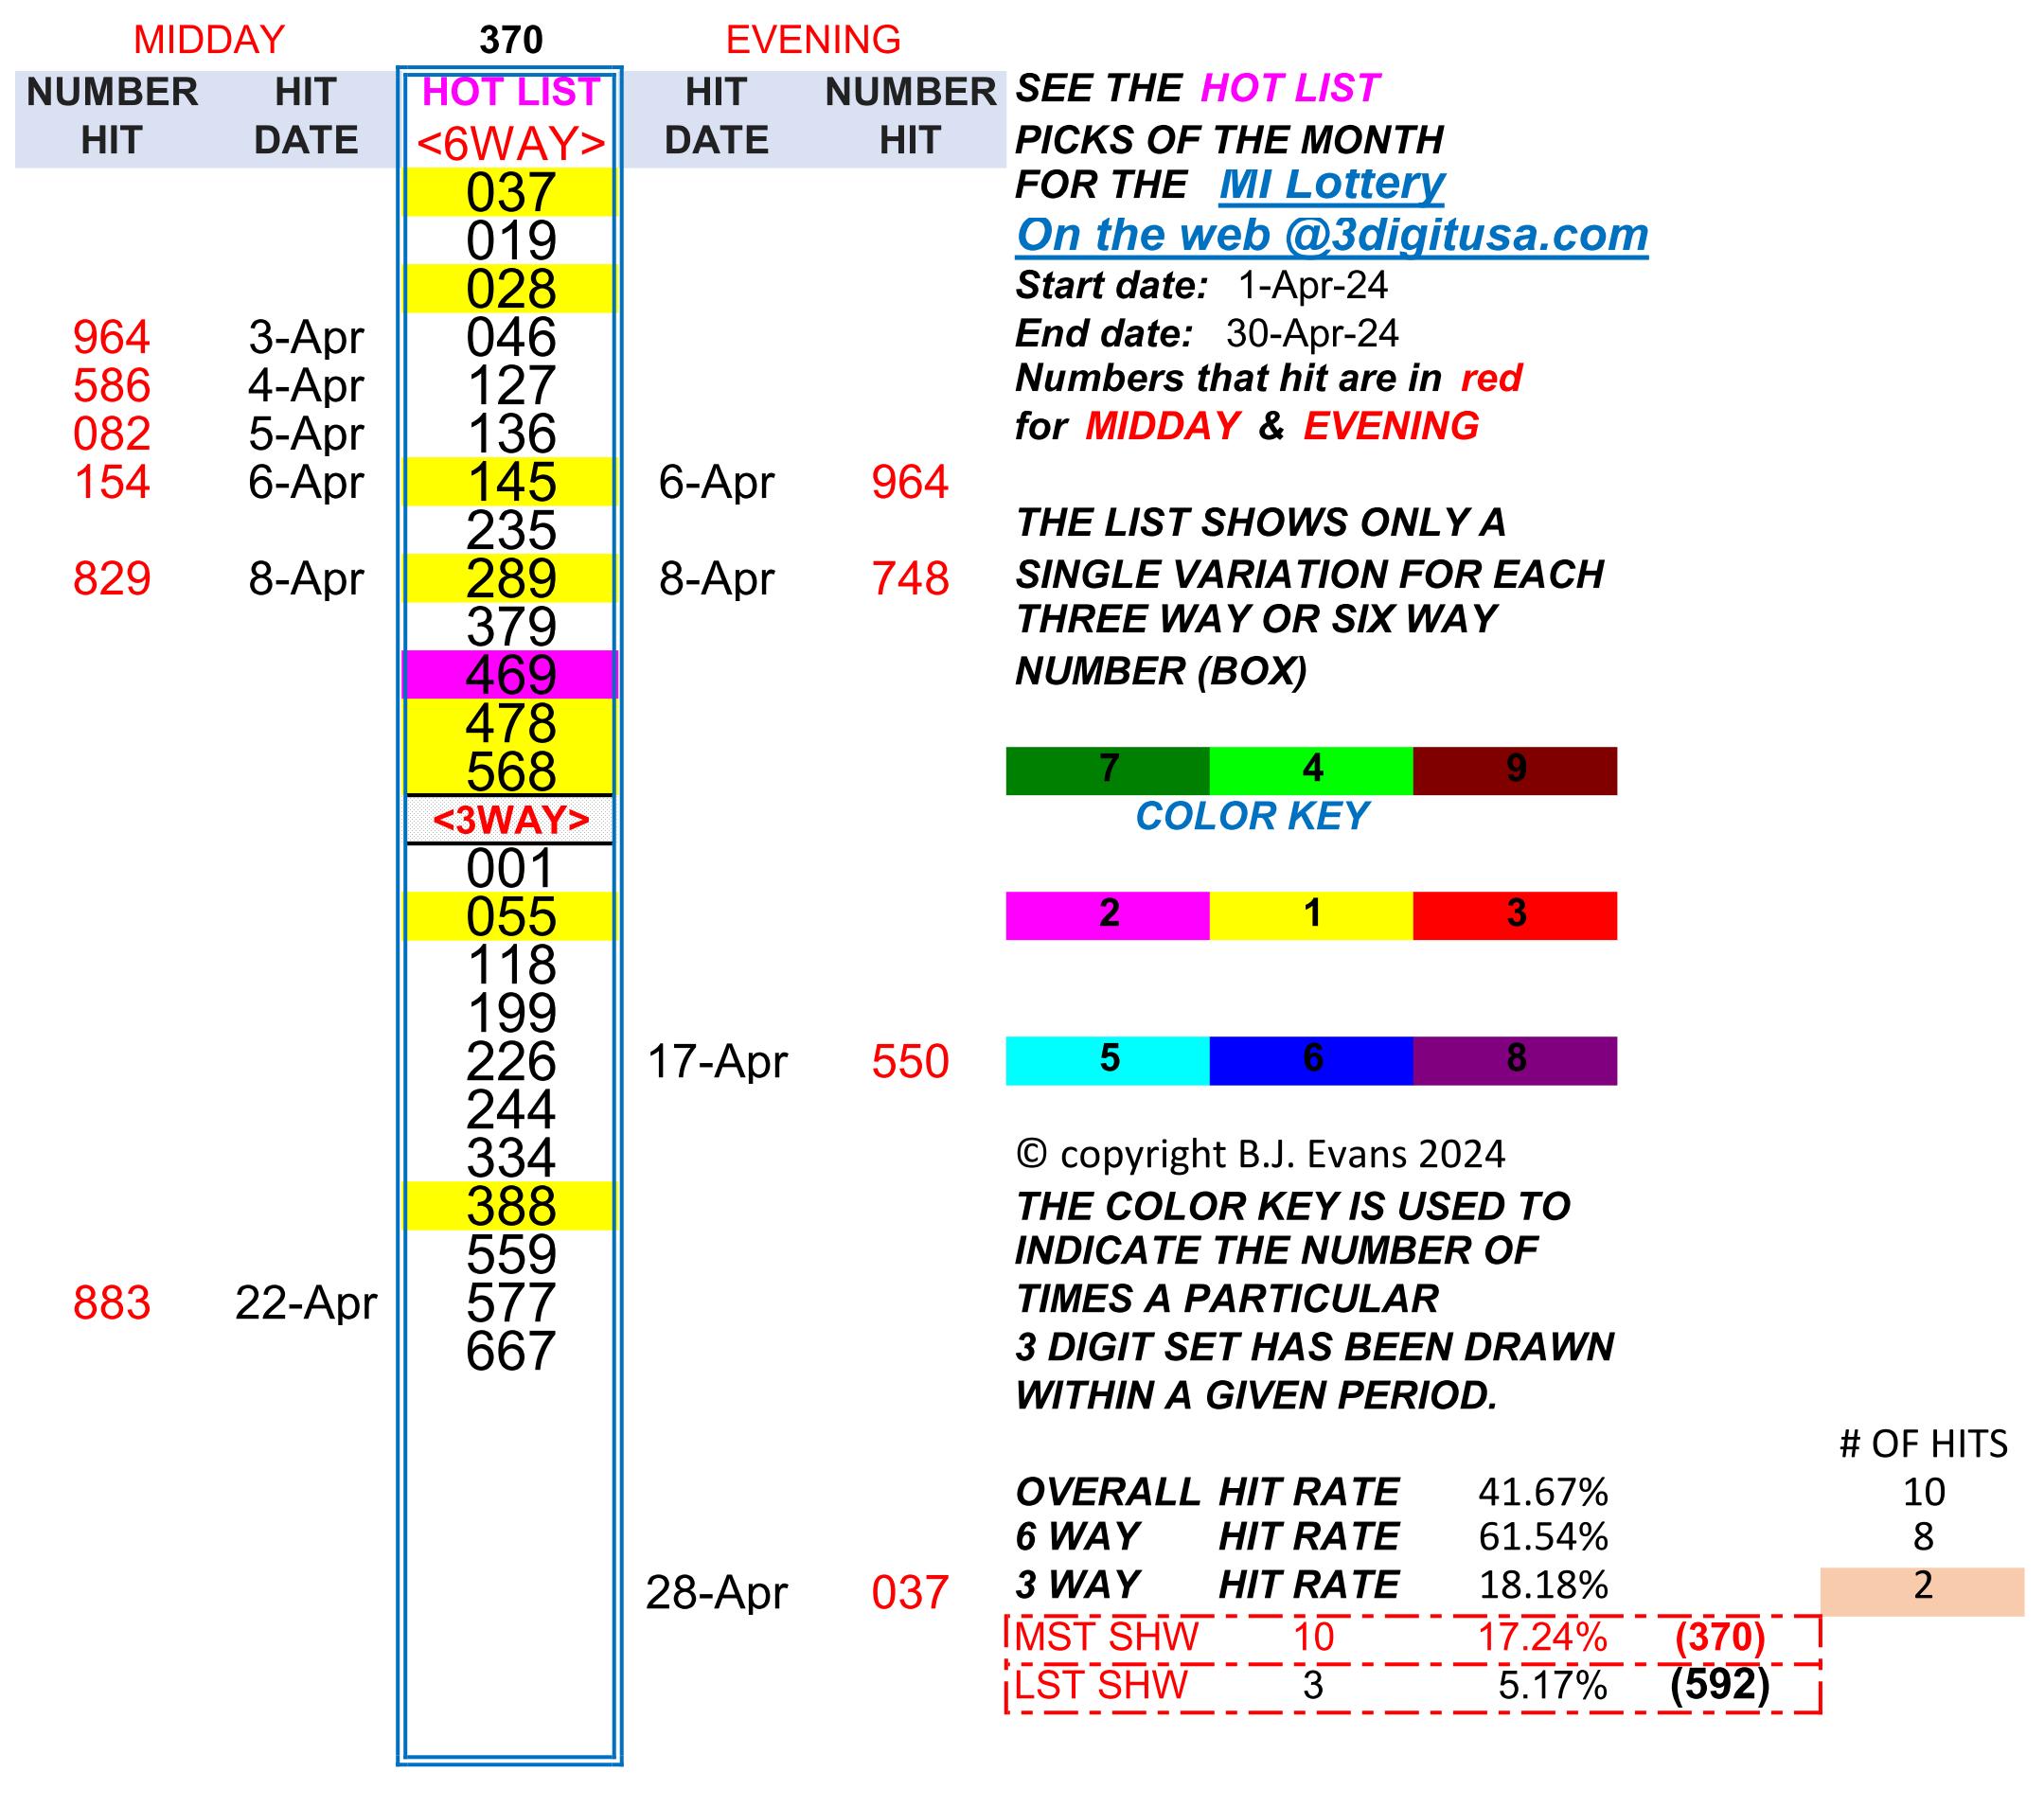 MIDDAY 370 EVENING
NUMBER HIT HOT LIST HIT NUMBER
HIT DATE <6WAY> DATE HIT
037
019
028
964 3-Apr 046
586 4-Apr 127
082 5-Apr 136
154 6-Apr 145 6-Apr 964
235
829 8-Apr 289 8-Apr 748
379
469
478
568
<3WAY>
001
055
118
199
226 17-Apr 550
244
334
388
559
883 22-Apr 577
667
28-Apr 037
SEE THE HOT LIST
PICKS OF THE MONTH
FOR THE MI Lottery
On the web @3digitusa.com
Start date: 1-Apr-24
End date: 30-Apr-24
Numbers that hit are in red
for MIDDAY & EVENING
THE LIST SHOWS ONLY A
SINGLE VARIATION FOR EACH
THREE WAY OR SIX WAY
NUMBER (BOX)
7 4 9
COLOR KEY
2 1 3
5 6 8
© copyright B.J. Evans 2024
THE COLOR KEY IS USED TO
INDICATE THE NUMBER OF
TIMES A PARTICULAR
3 DIGIT SET HAS BEEN DRAWN
WITHIN A GIVEN PERIOD.
# OF HITS
OVERALL HIT RATE 41.67% 10
6 WAY HIT RATE 61.54% 8
3 WAY HIT RATE 18.18% 2
MST SHW 10 17.24% (370)
LST SHW 3 5.17% (592)